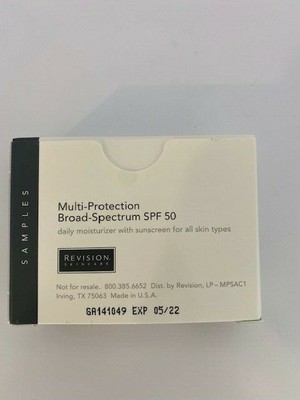 SAMPLES
Multi-Protection
Broad-Spectrum SPF 50
daily moisturizer with sunscreen for all skin types
REVISION
SKINCARE
Not for resale. 800.385.6652 Dist. by Revision, LP – MPSAC1
Irving, TX 75063 Made in U.S.A.
GA141049 EXP 05/22